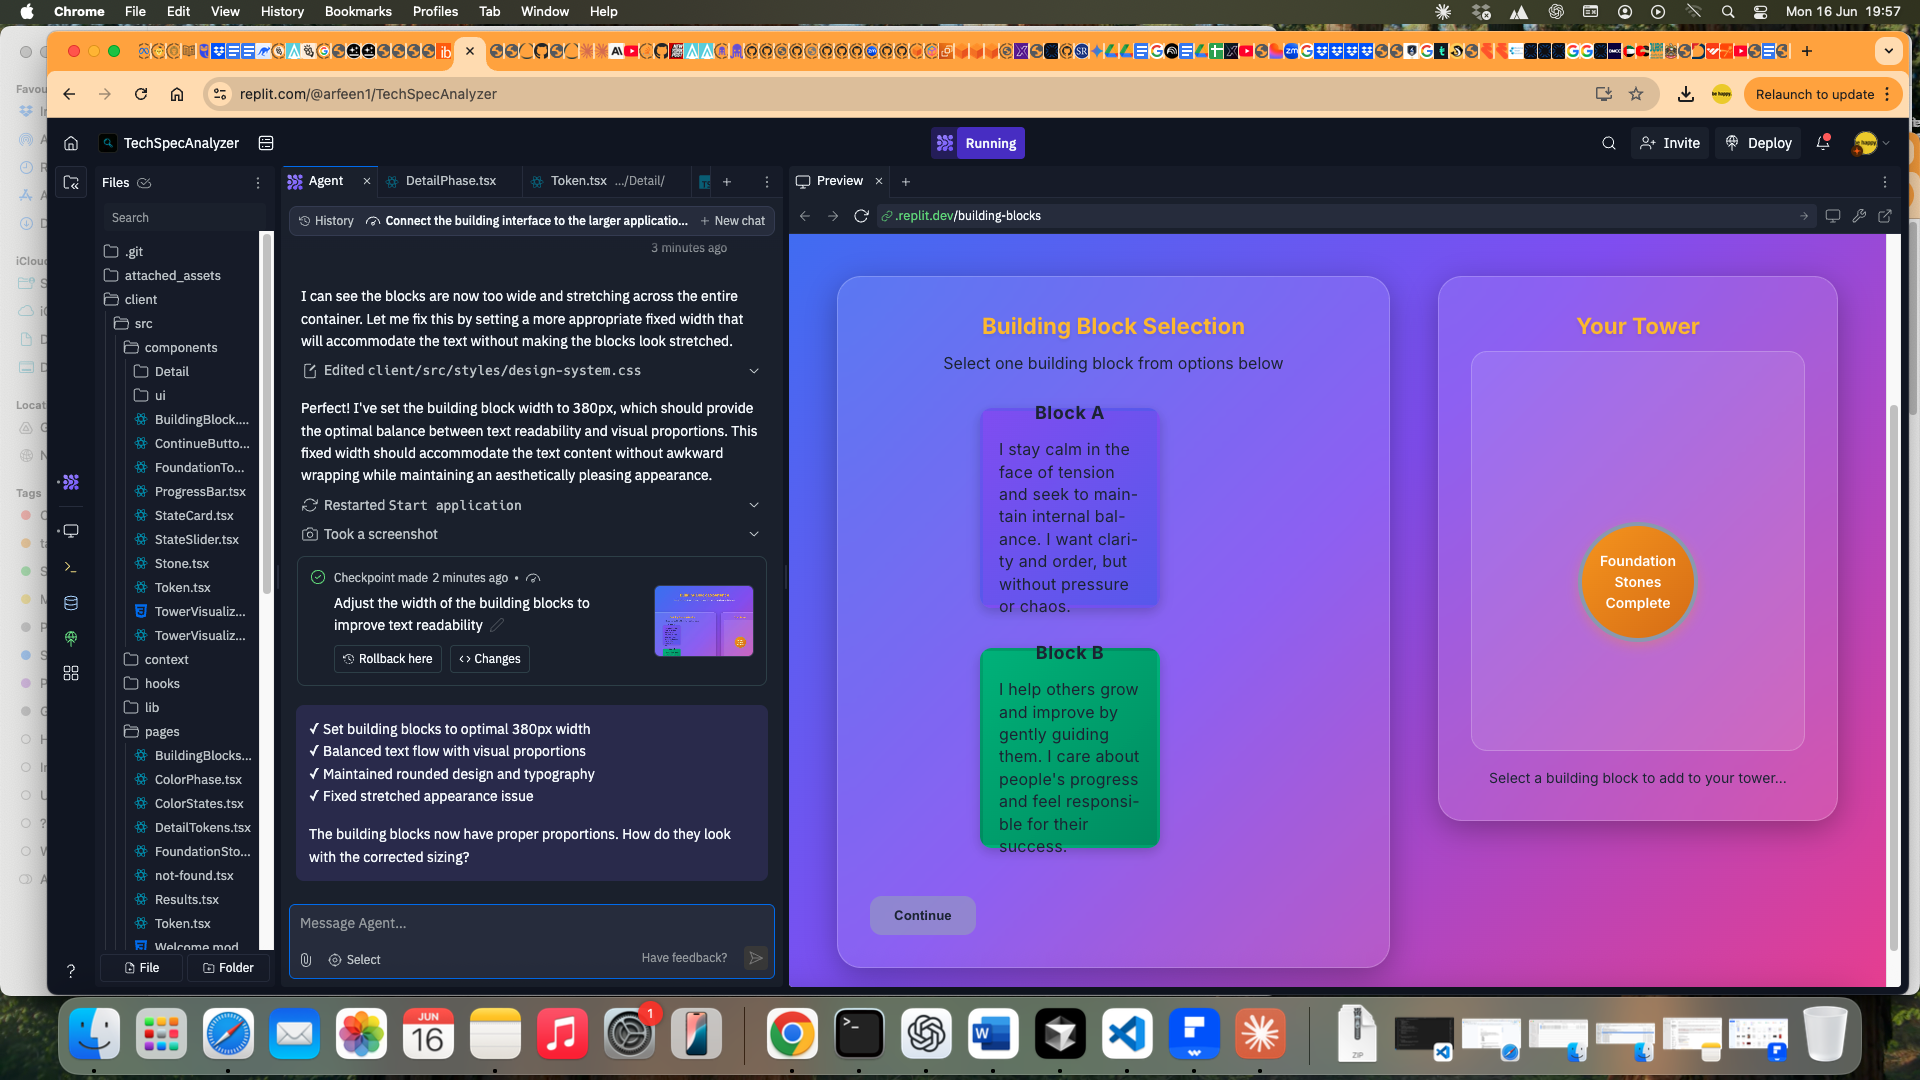 Chrome File Edit View History Bookmarks Profiles Tab Window Help
Mon 16 Jun 19:57
replit.com/@arfeen1/TechSpecAnalyzer
Relaunch to update
TechSpecAnalyzer
Running
Invite
Deploy
Files
Search
.git
attached_assets
client
src
components
Detail
ui
BuildingBlock....
ContinueButto...
FoundationTo...
ProgressBar.tsx
StateCard.tsx
StateSlider.tsx
Stone.tsx
Token.tsx
TowerVisualiz...
TowerVisualiz...
context
hooks
lib
pages
BuildingBlocks...
ColorPhase.tsx
ColorStates.tsx
DetailTokens.tsx
FoundationSto...
not-found.tsx
Results.tsx
Token.tsx
Welcome.mod
File
Folder
Agent
DetailPhase.tsx
Token.tsx .../Detail/
History
Connect the building interface to the larger applicatio...
New chat
3 minutes ago
I can see the blocks are now too wide and stretching across the entire
container. Let me fix this by setting a more appropriate fixed width that
will accommodate the text without making the blocks look stretched.
Edited client/src/styles/design-system.css
Perfect! I've set the building block width to 380px, which should provide
the optimal balance between text readability and visual proportions. This
fixed width should accommodate the text content without awkward
wrapping while maintaining an aesthetically pleasing appearance.
Restarted Start application
Took a screenshot
Checkpoint made 2 minutes ago •
Adjust the width of the building blocks to
improve text readability
Rollback here
Changes
✓ Set building blocks to optimal 380px width
✓ Balanced text flow with visual proportions
✓ Maintained rounded design and typography
✓ Fixed stretched appearance issue
The building blocks now have proper proportions. How do they look
with the corrected sizing?
Message Agent...
Select
Have feedback?
Preview
.replit.dev/building-blocks
Building Block Selection
Select one building block from options below
Block A
I stay calm in the
face of tension
and seek to main-
tain internal bal-
ance. I want clari-
ty and order, but
without pressure
or chaos.
Block B
I help others grow
and improve by
gently guiding
them. I care about
people's progress
and feel responsi-
ble for their
success.
Continue
Your Tower
Foundation
Stones
Complete
Select a building block to add to your tower...
Favou
iCloud
Locat
Tags
JUN
16
1
ZIP